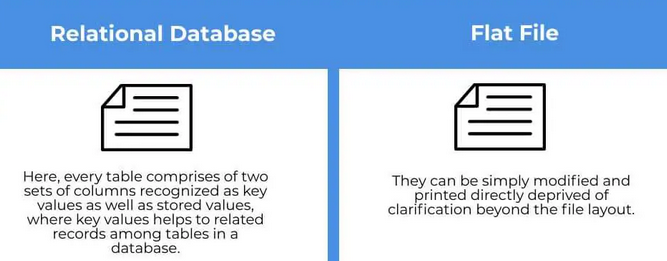 Relational Database
Flat File
Here, every table comprises of two
sets of columns recognized as key
values as well as stored values,
where key values helps to related
records among tables in a
database.
They can be simply modified and
printed directly deprived of
clarification beyond the file layout.